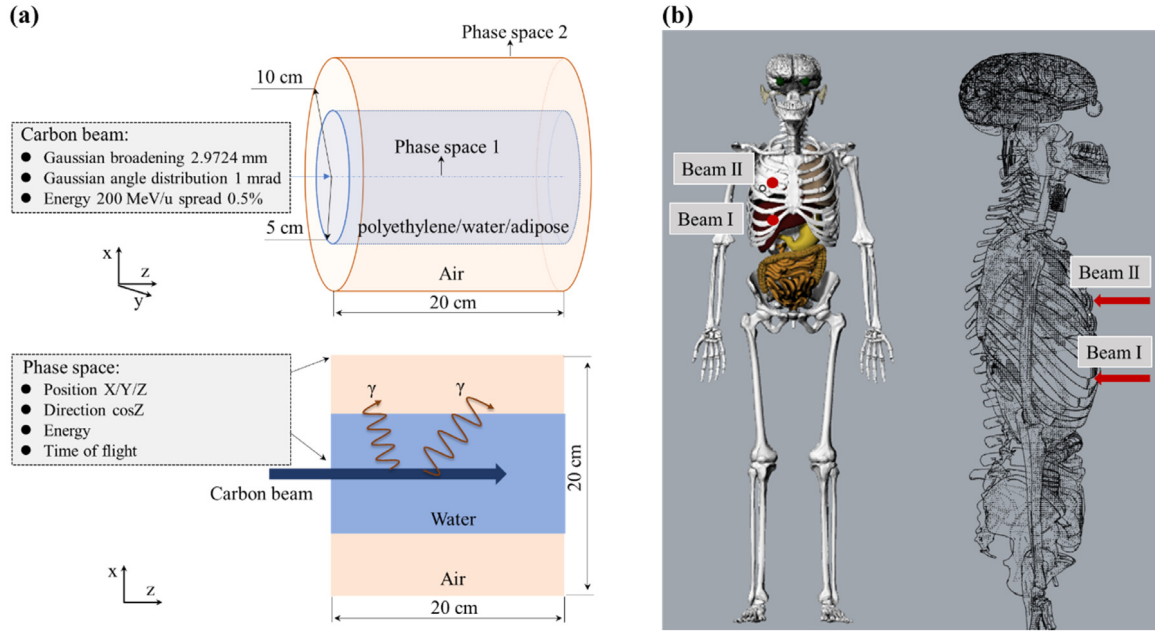 (a)
Phase space 2
10 cm
Carbon beam:
● Gaussian broadening 2.9724 mm
● Gaussian angle distribution 1 mrad
● Energy 200 MeV/u spread 0.5%
Phase space 1
5 cm
polyethylene/water/adipose
Air
x
z
y
20 cm
Phase space:
● Position X/Y/Z
● Direction cosZ
● Energy
● Time of flight
γ
γ
Carbon beam
Water
20 cm
Air
x
z
20 cm
(b)
Beam II
Beam I
Beam II
Beam I